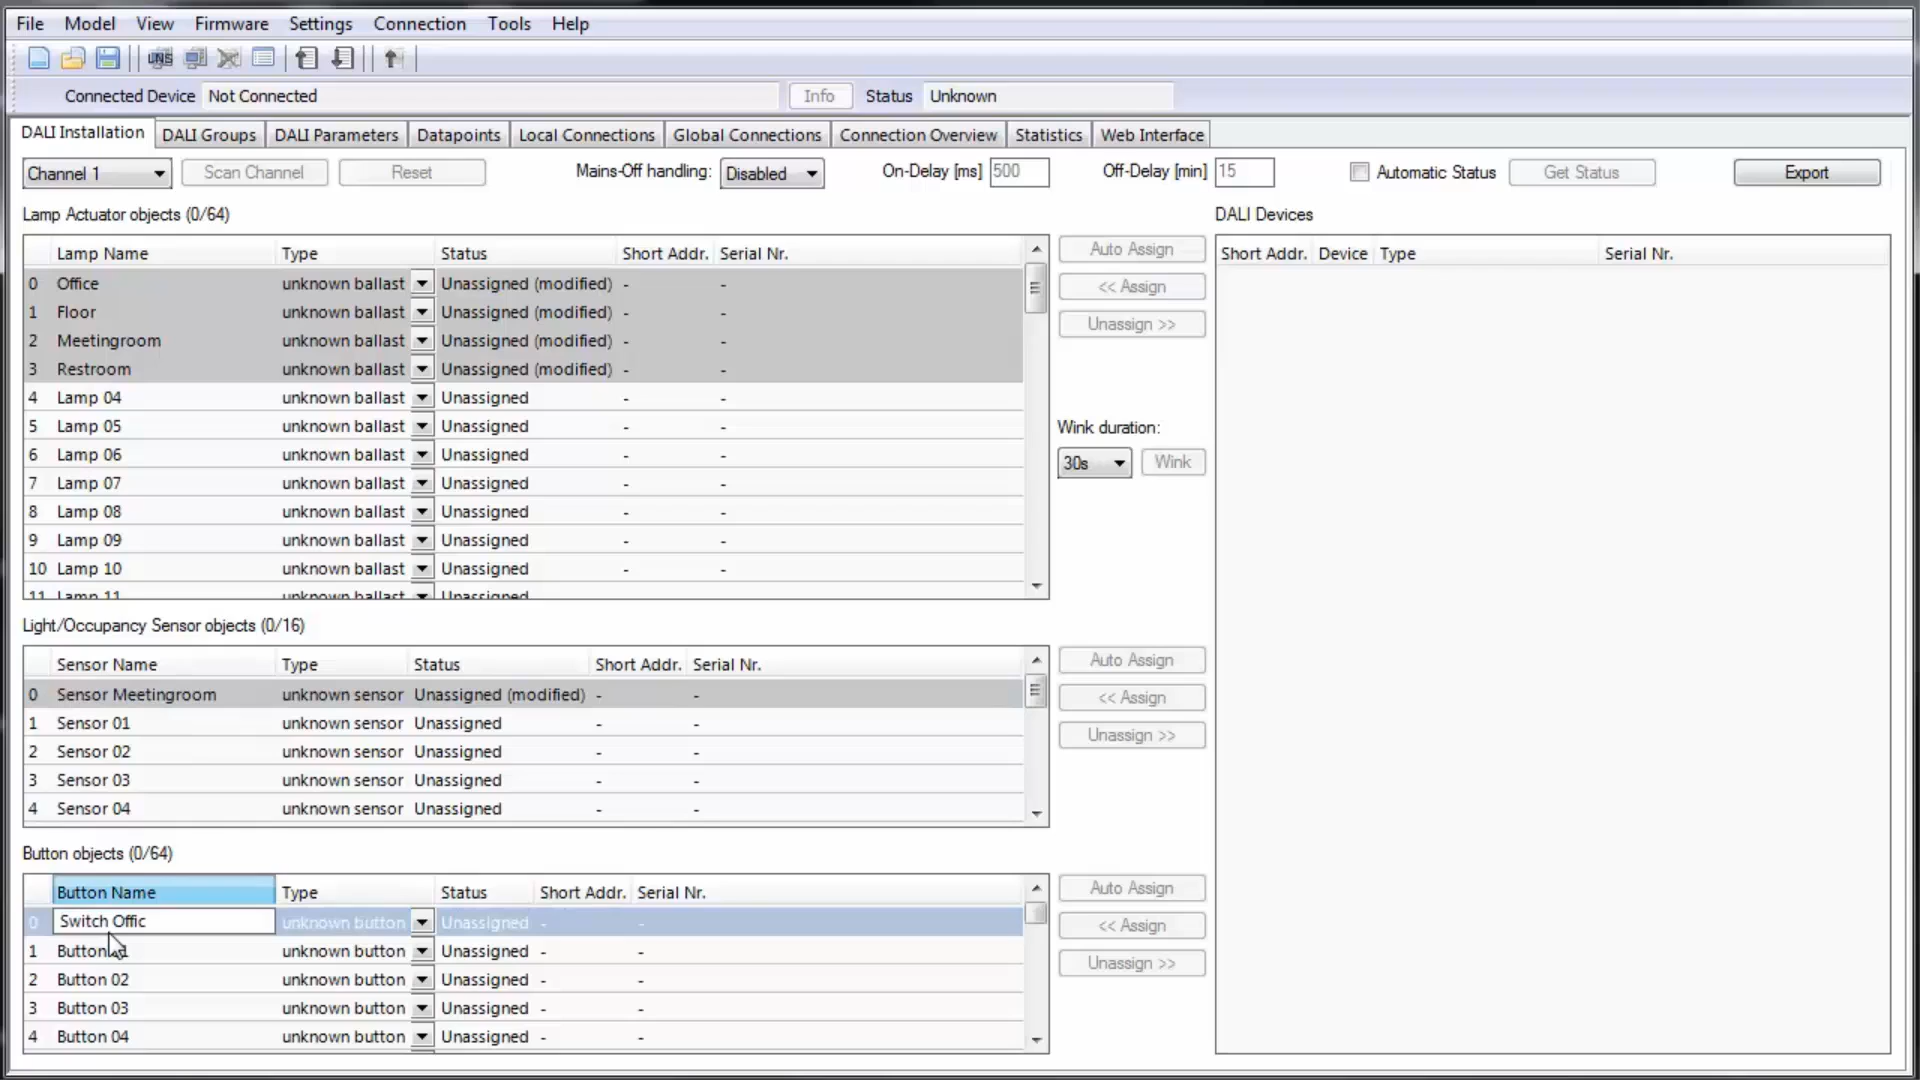 File Model View Firmware Settings Connection Tools Help
Connected Device Not Connected Info Status Unknown
DALI Installation DALI Groups DALI Parameters Datapoints Local Connections Global Connections Connection Overview Statistics Web Interface
Channel 1 Scan Channel Reset Mains-Off handling: Disabled On-Delay [ms] 500 Off-Delay [min] 15 Automatic Status Get Status Export
Lamp Actuator objects (0/64) DALI Devices
Lamp Name Type Status Short Addr. Serial Nr. Auto Assign Short Addr. Device Type Serial Nr.
0 Office unknown ballast Unassigned (modified) - - << Assign
1 Floor unknown ballast Unassigned (modified) - - Unassign >>
2 Meetingroom unknown ballast Unassigned (modified) - -
3 Restroom unknown ballast Unassigned (modified) - -
4 Lamp 04 unknown ballast Unassigned - -
5 Lamp 05 unknown ballast Unassigned - - Wink duration:
6 Lamp 06 unknown ballast Unassigned - - 30s Wink
7 Lamp 07 unknown ballast Unassigned - -
8 Lamp 08 unknown ballast Unassigned - -
9 Lamp 09 unknown ballast Unassigned - -
10 Lamp 10 unknown ballast Unassigned - -
11 Lamp 11 unknown ballast Unassigned
Light/Occupancy Sensor objects (0/16)
Sensor Name Type Status Short Addr. Serial Nr. Auto Assign
0 Sensor Meetingroom unknown sensor Unassigned (modified) - - << Assign
1 Sensor 01 unknown sensor Unassigned - - Unassign >>
2 Sensor 02 unknown sensor Unassigned - -
3 Sensor 03 unknown sensor Unassigned - -
4 Sensor 04 unknown sensor Unassigned - -
Button objects (0/64)
Button Name Type Status Short Addr. Serial Nr. Auto Assign
0 Switch Offic unknown button Unassigned - - << Assign
1 Button unknown button Unassigned - - Unassign >>
2 Button 02 unknown button Unassigned - -
3 Button 03 unknown button Unassigned - -
4 Button 04 unknown button Unassigned - -